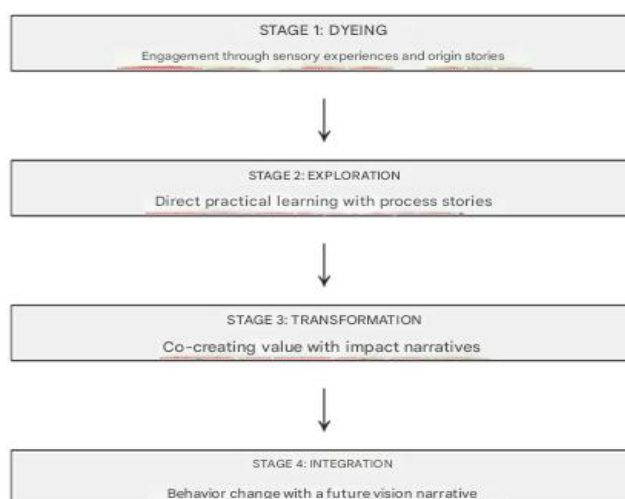 STAGE 1: DYEING
Engagement through sensory experiences and origin stories
STAGE 2: EXPLORATION
Direct practical learning with process stories
STAGE 3: TRANSFORMATION
Co-creating value with impact narratives
STAGE 4: INTEGRATION
Behavior change with a future vision narrative